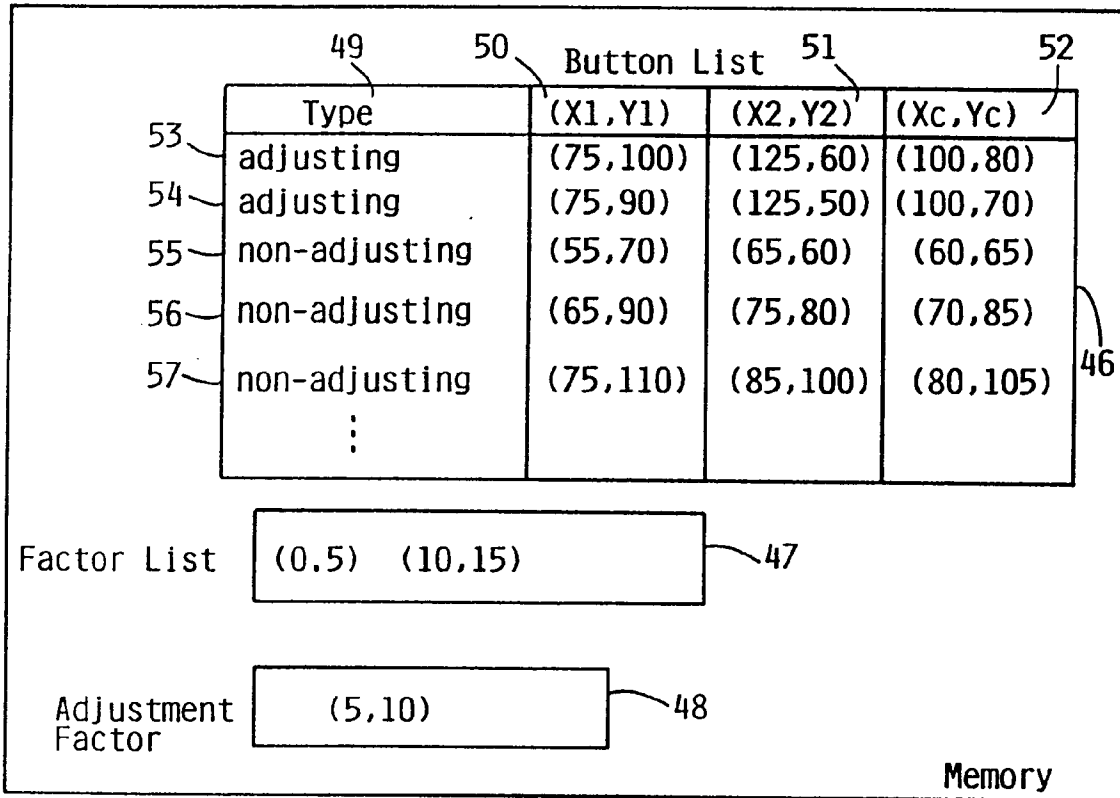 49 50 Button List 51 52
Type (X1,Y1) (X2,Y2) (Xc,Yc)
53 adjusting (75,100) (125,60) (100,80)
54 adjusting (75,90) (125,50) (100,70)
55 non-adjusting (55,70) (65,60) (60,65)
56 non-adjusting (65,90) (75,80) (70,85)
46
57 non-adjusting (75,110) (85,100) (80,105)
Factor List (0.5) (10,15) 47
Adjustment Factor (5,10) 48
Memory